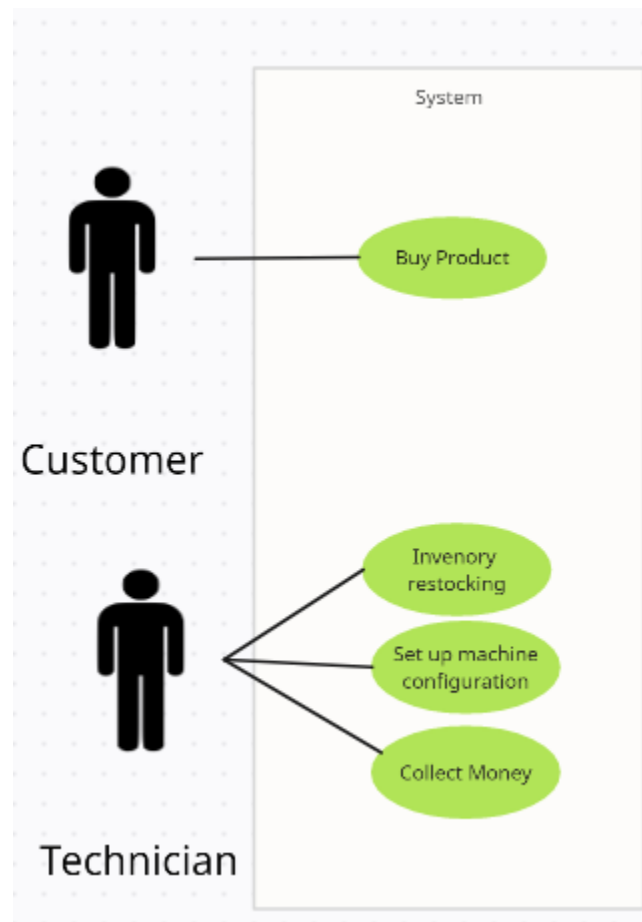 System
Buy Product
Customer
Invenory
restocking
Set up machine
configuration
Collect Money
Technician